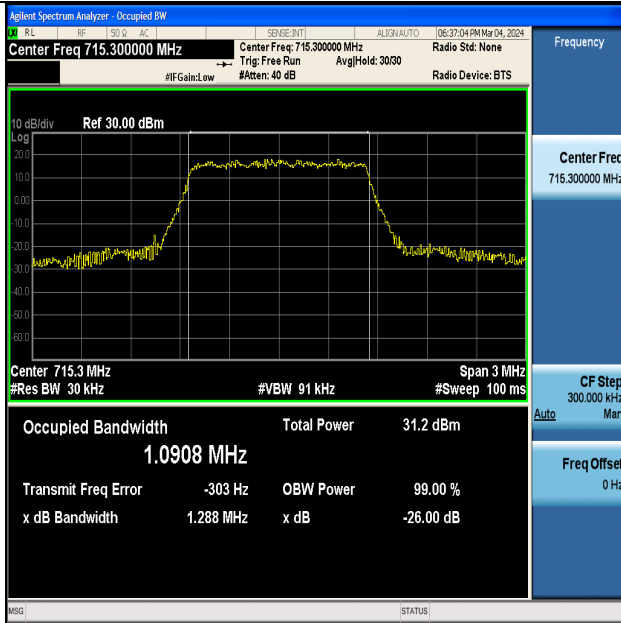 Agilent Spectrum Analyzer - Occupied BW
RL RF 50 Ω AC SENSE:INT ALIGN AUTO 06:37:04 PM Mar 04, 2024
Center Freq 715.300000 MHz Center Freq: 715.300000 MHz Radio Std: None Frequency
Trig: Free Run Avg|Hold: 30/30
#IFGain:Low #Atten: 40 dB Radio Device: BTS
10 dB/div Ref 30.00 dBm
Log
20.0
10.0
0.00
-10.0
-20.0
-30.0
-40.0
-50.0
-60.0
Center Freq
715.300000 MHz
Center 715.3 MHz Span 3 MHz
#Res BW 30 kHz #VBW 91 kHz #Sweep 100 ms
CF Step
300.000 kHz
Auto Man
Occupied Bandwidth Total Power 31.2 dBm
1.0908 MHz
Transmit Freq Error -303 Hz OBW Power 99.00 %
x dB Bandwidth 1.288 MHz x dB -26.00 dB
Freq Offset
0 Hz
MSG STATUS